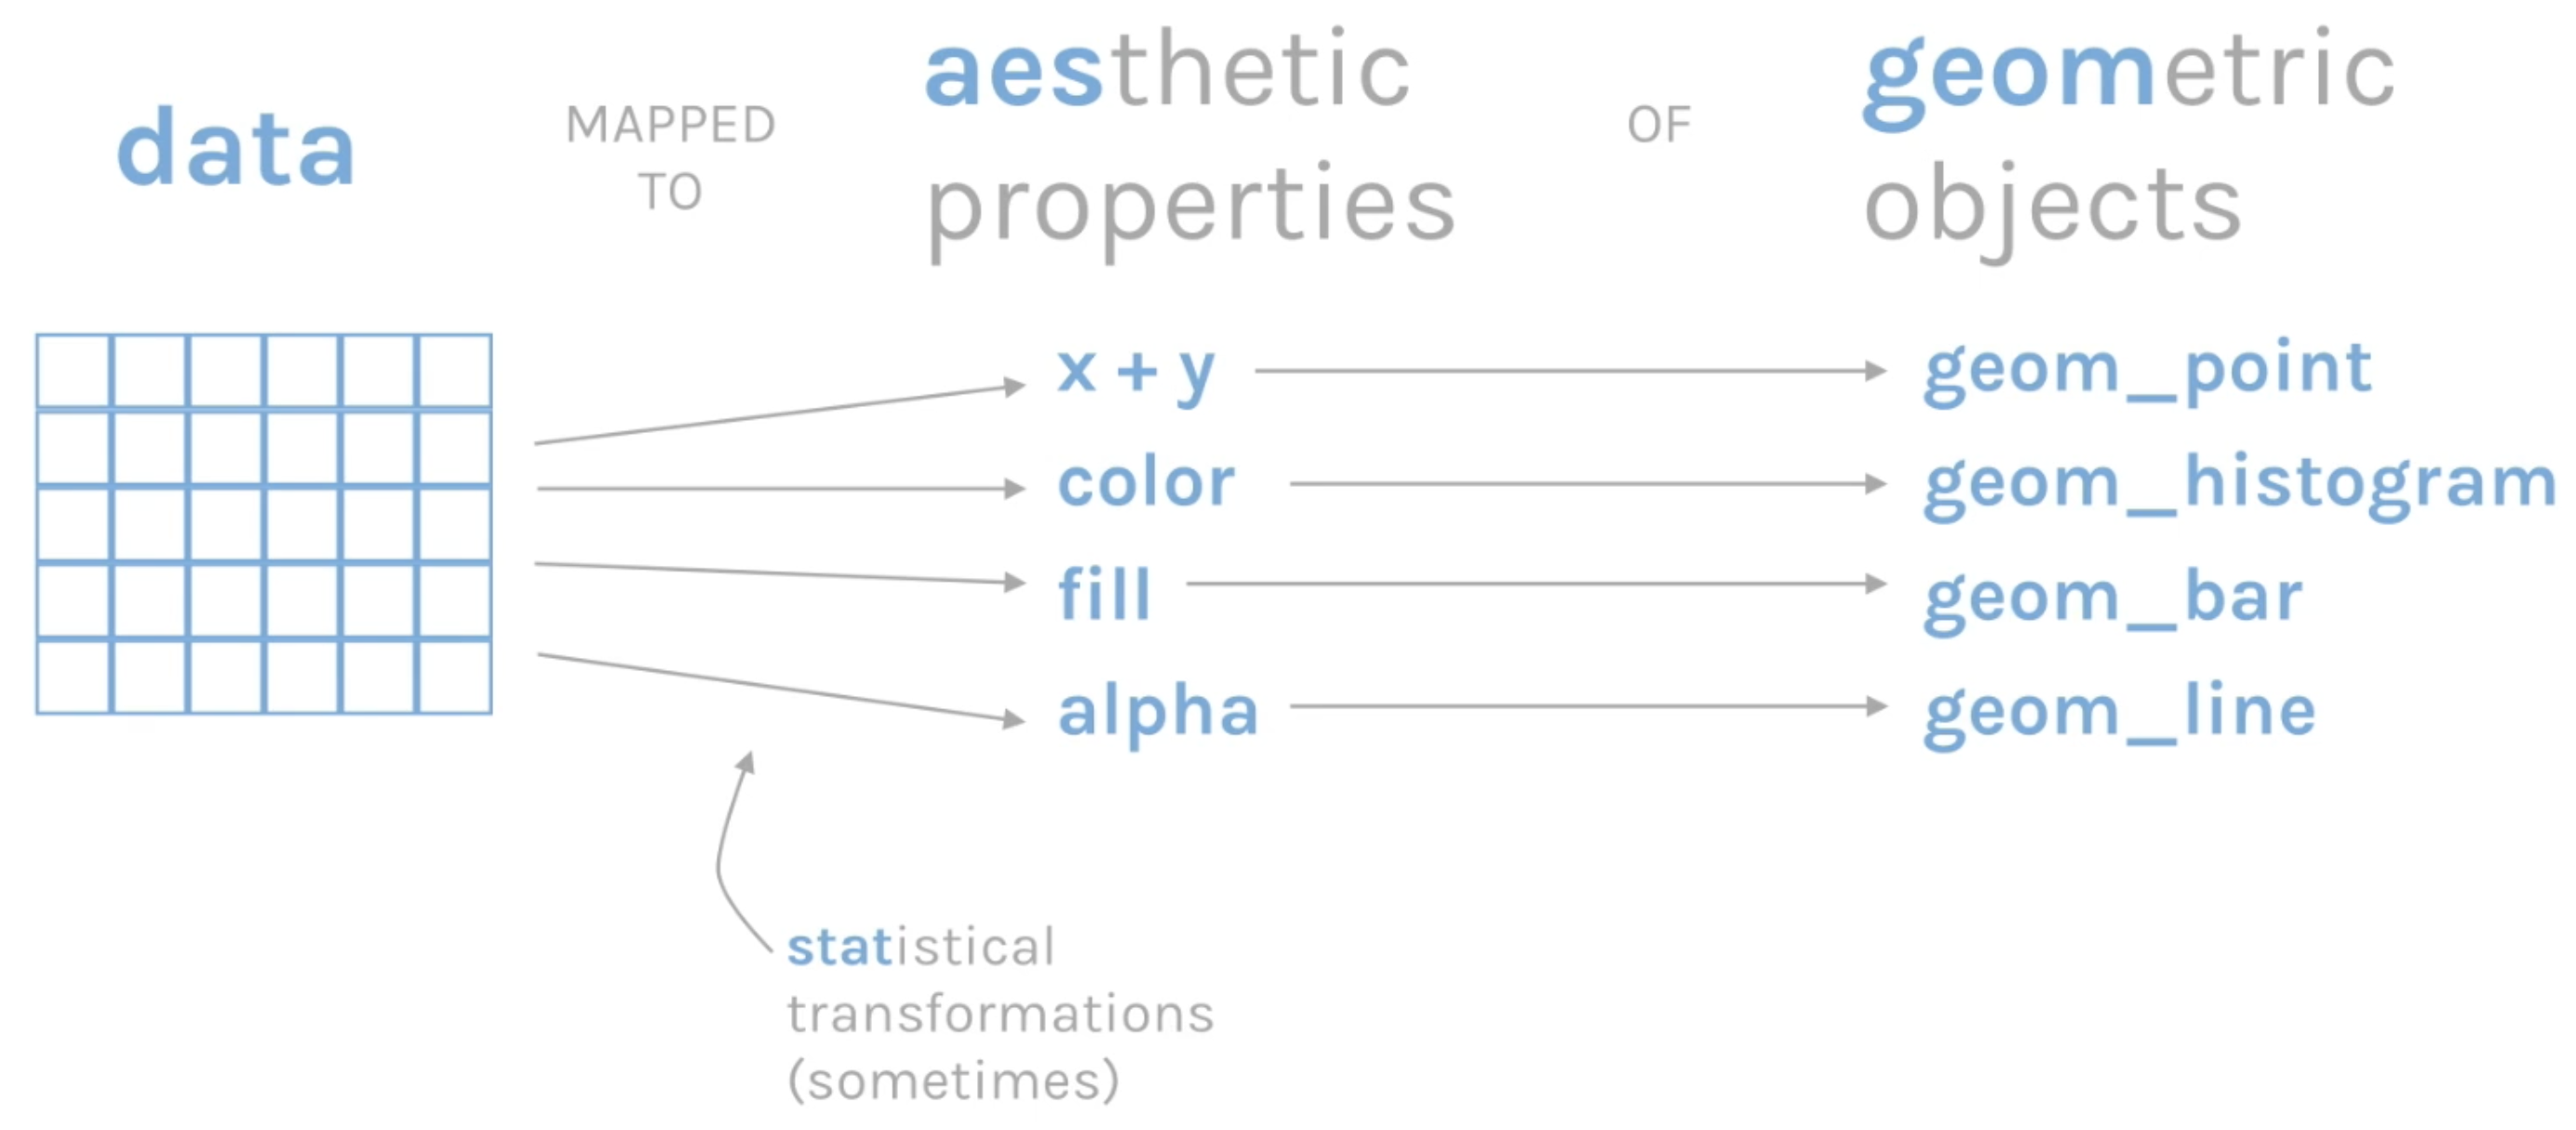 data
MAPPED
TO
aesthetic
properties
OF
geometric
objects
x + y
geom_point
color
geom_histogram
fill
geom_bar
alpha
geom_line
statistical
transformations
(sometimes)